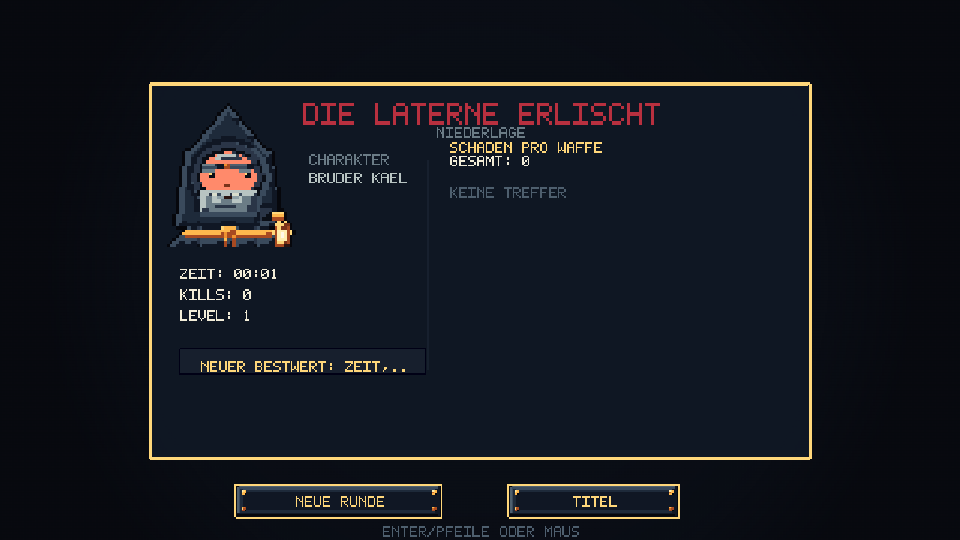 DIE LATERNE ERLISCHT
NIEDERLAGE
CHARAKTER
BRUDER KAEL
ZEIT: 00:01
KILLS: 0
LEVEL: 1
NEUER BESTWERT: ZEIT,..
SCHADEN PRO WAFFE
GESAMT: 0
KEINE TREFFER
NEUE RUNDE
TITEL
ENTER/PFEILE ODER MAUS